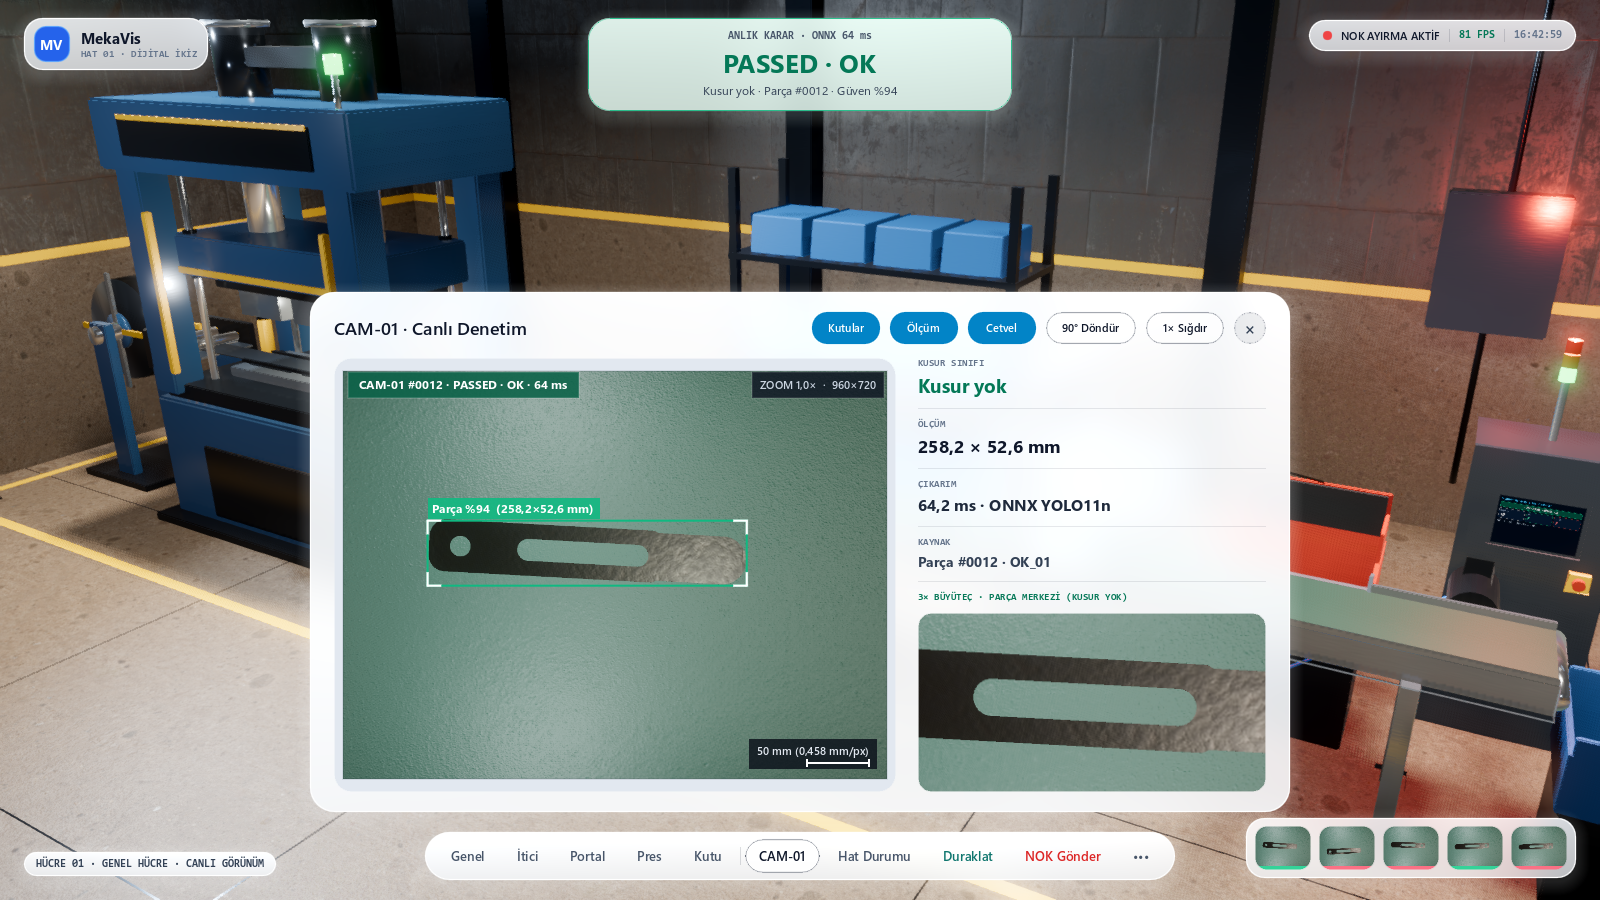 MV
MekaVis
HAT 01 · DİJİTAL İKİZ
ANLIK KARAR · ONNX 64 ms
PASSED · OK
Kusur yok · Parça #0012 · Güven %94
NOK AYIRMA AKTİF
81 FPS
16:42:59
CAM-01 · Canlı Denetim
Kutular
Ölçüm
Cetvel
90° Döndür
1× Sığdır
×
CAM-01 #0012 · PASSED · OK · 64 ms
ZOOM 1,0× · 960×720
Parça %94 (258,2×52,6 mm)
50 mm (0,458 mm/px)
KUSUR SINIFI
Kusur yok
ÖLÇÜM
258,2 × 52,6 mm
ÇIKARIM
64,2 ms · ONNX YOLO11n
KAYNAK
Parça #0012 · OK_01
3× BÜYÜTEÇ · PARÇA MERKEZİ (KUSUR YOK)
HÜCRE 01 · GENEL HÜCRE · CANLI GÖRÜNÜM
Genel
İtici
Portal
Pres
Kutu
CAM-01
Hat Durumu
Duraklat
NOK Gönder
···